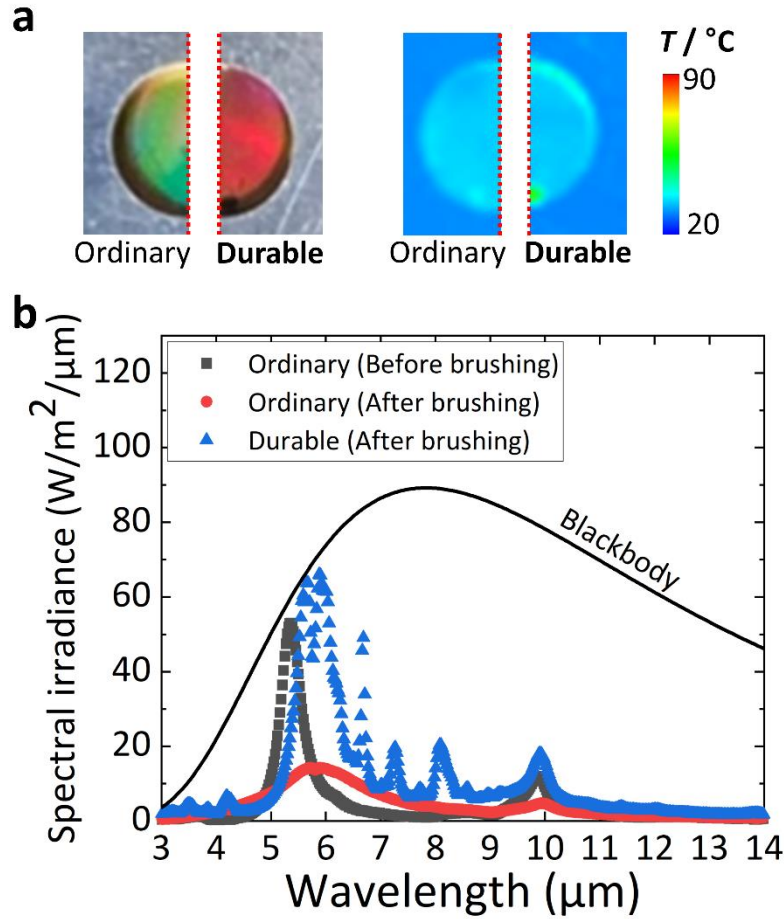 a
T / °C
90
20
Ordinary
Durable
Ordinary
Durable
b
Ordinary (Before brushing)
Ordinary (After brushing)
Durable (After brushing)
Blackbody
Spectral irradiance (W/m²/μm)
120
100
80
60
40
20
0
3 4 5 6 7 8 9 10 11 12 13 14
Wavelength (μm)